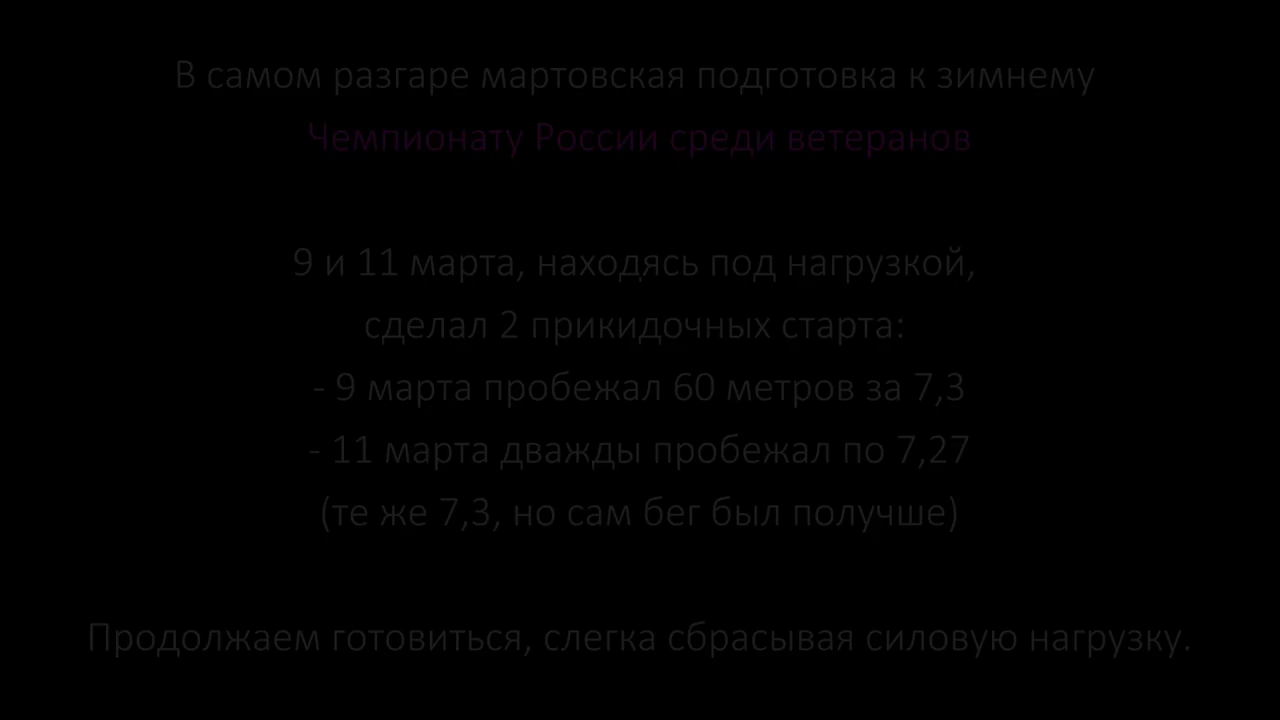 В самом разгаре мартовская подготовка к зимнему
Чемпионату России среди ветеранов
9 и 11 марта, находясь под нагрузкой,
сделал 2 прикидочных старта:
- 9 марта пробежал 60 метров за 7,3
- 11 марта дважды пробежал по 7,27
(те же 7,3, но сам бег был получше)
Продолжаем готовиться, слегка сбрасывая силовую нагрузку.